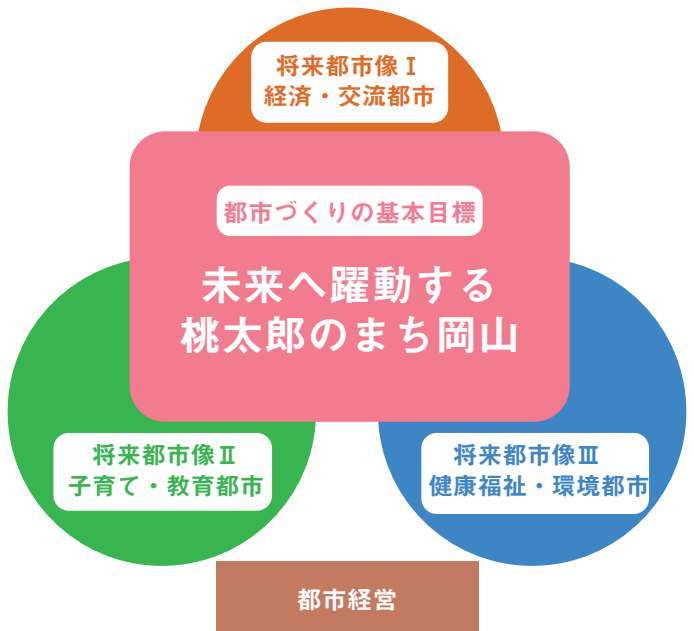 将来都市像Ⅰ
経済・交流都市
都市づくりの基本目標
未来へ躍動する
桃太郎のまち岡山
将来都市像Ⅱ
子育て・教育都市
将来都市像Ⅲ
健康福祉・環境都市
都市経営